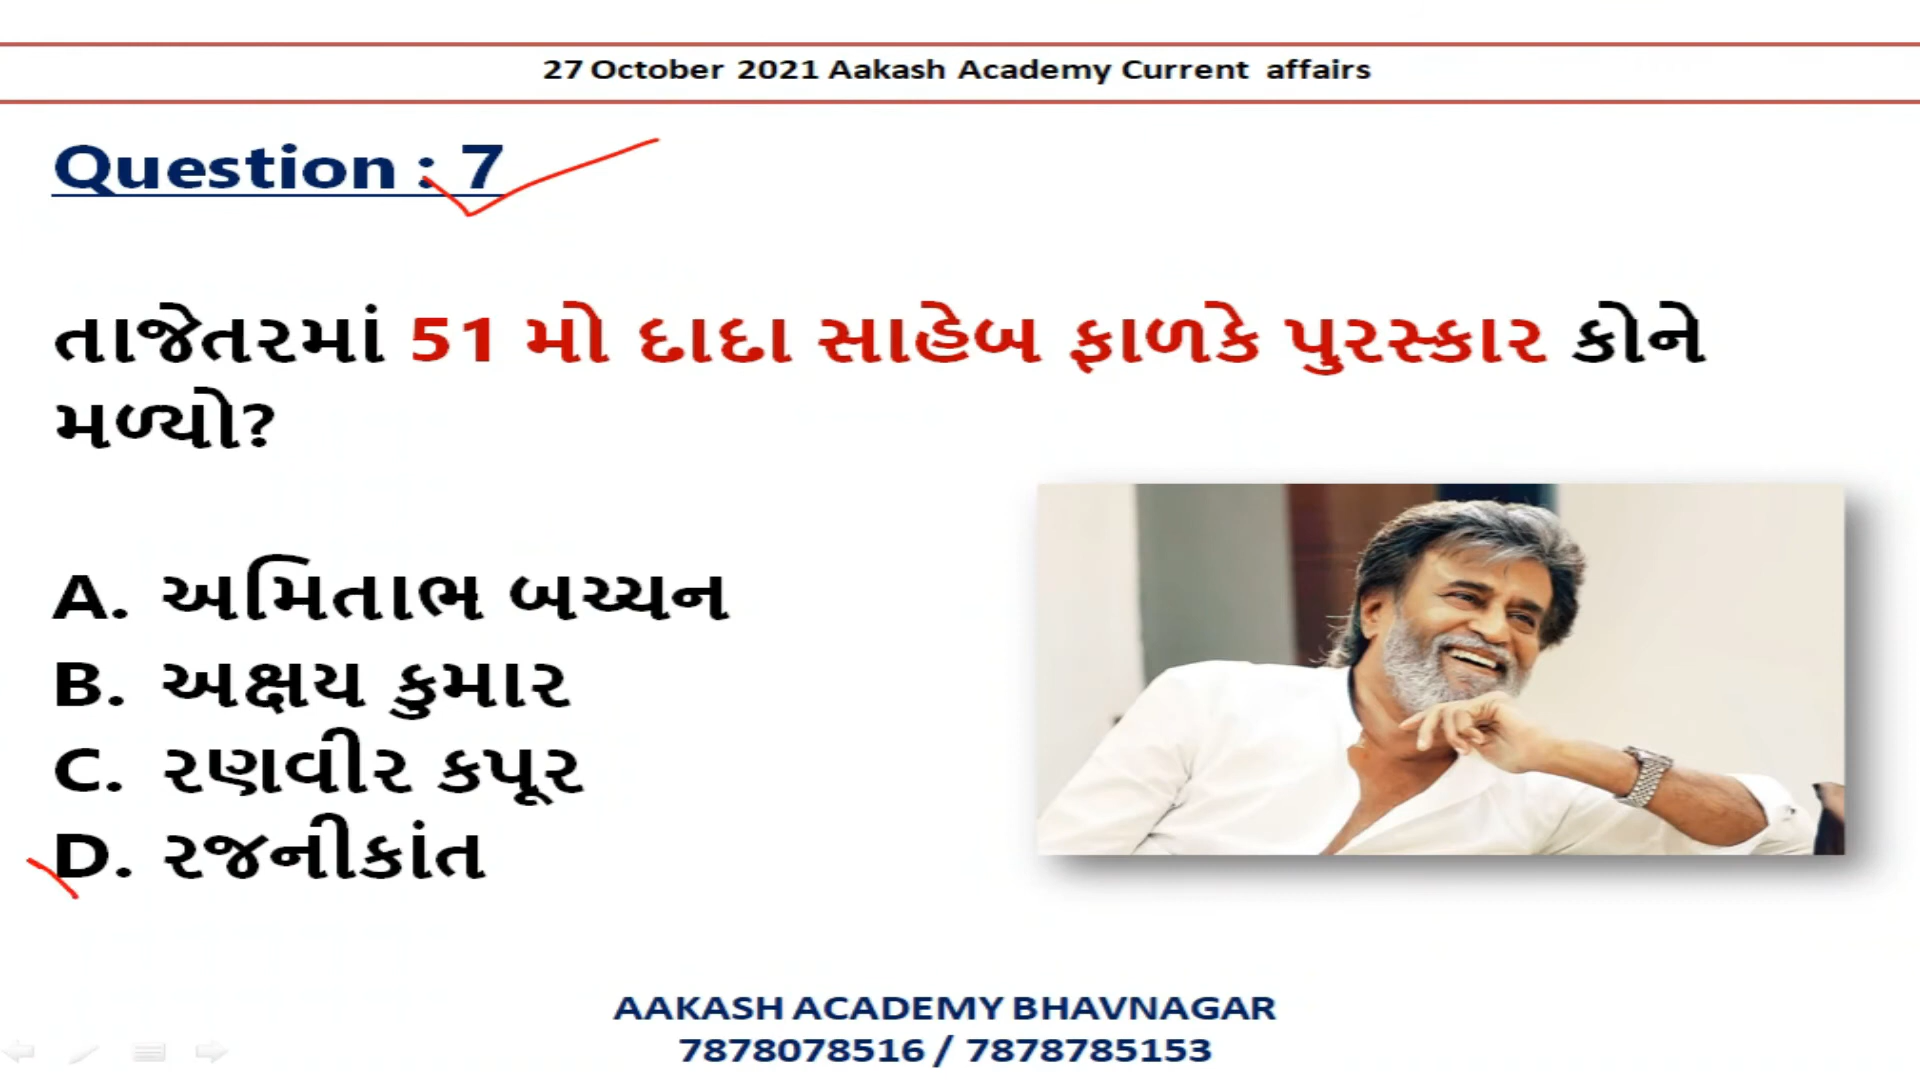 27 October 2021 Aakash Academy Current affairs
Question : 7
તાજેતરમાં 51 મો દાદા સાહેબ ફાળકે પુરસ્કાર કોને
મળ્યો?
A. અમિતાભ બચ્ચન
B. અક્ષય કુમાર
C. રણવીર કપૂર
D. રજનીકાંત
AAKASH ACADEMY BHAVNAGAR
7878078516 / 7878785153